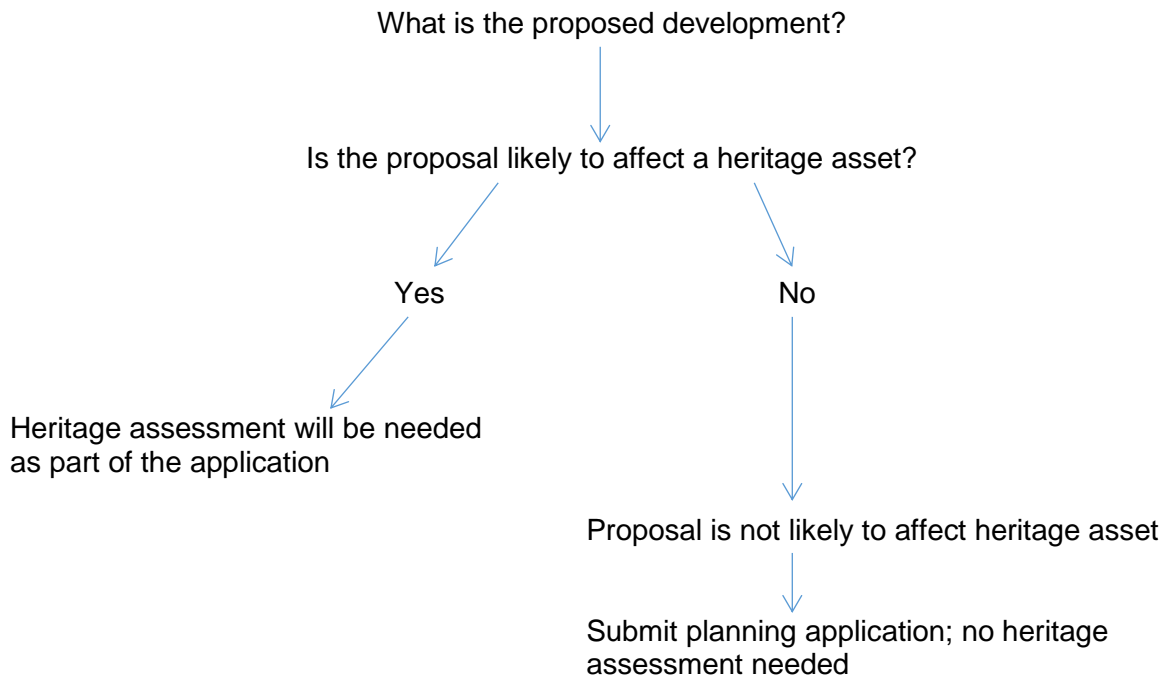 What is the proposed development?
Is the proposal likely to affect a heritage asset?
Yes
No
Heritage assessment will be needed
as part of the application
Proposal is not likely to affect heritage asset
Submit planning application; no heritage
assessment needed